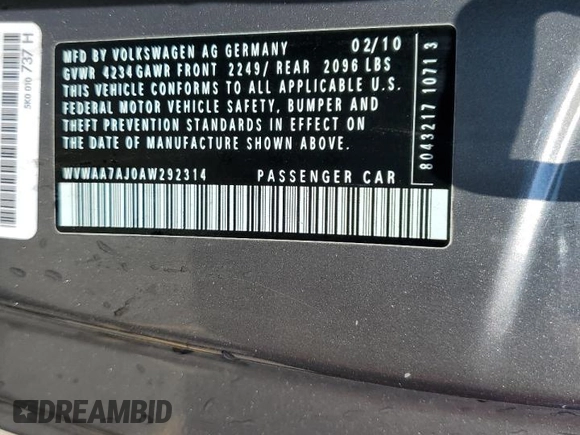 MFD BY VOLKSWAGEN AG GERMANY 02/10
GVWR 4234 GAWR FRONT 2249/ REAR 2096 LBS
THIS VEHICLE CONFORMS TO ALL APPLICABLE U.S.
FEDERAL MOTOR VEHICLE SAFETY, BUMPER AND
THEFT PREVENTION STANDARDS IN EFFECT ON
THE DATE OF MANUFACTURE SHOWN ABOVE.
WVWAA7AJ0AW292314 PASSENGER CAR
8043217 1071 3
5K0 010 737 H
DREAMBID